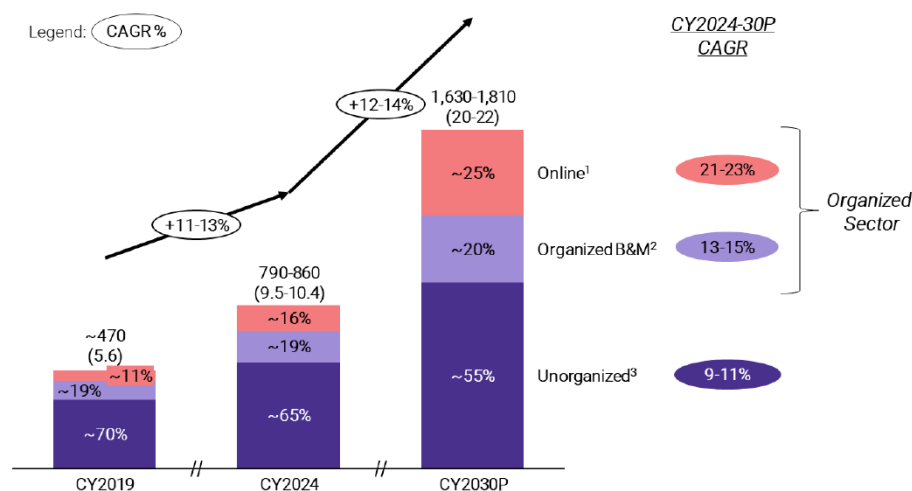 Legend: CAGR %
CY2024-30P
CAGR
+12-14%
1,630-1,810
(20-22)
~25%
Online¹
21-23%
Organized
Sector
+11-13%
~20%
Organized B&M²
13-15%
790-860
(9.5-10.4)
~16%
~19%
~470
(5.6)
~11%
~19%
~55%
Unorganized³
9-11%
~65%
~70%
CY2019
CY2024
CY2030P